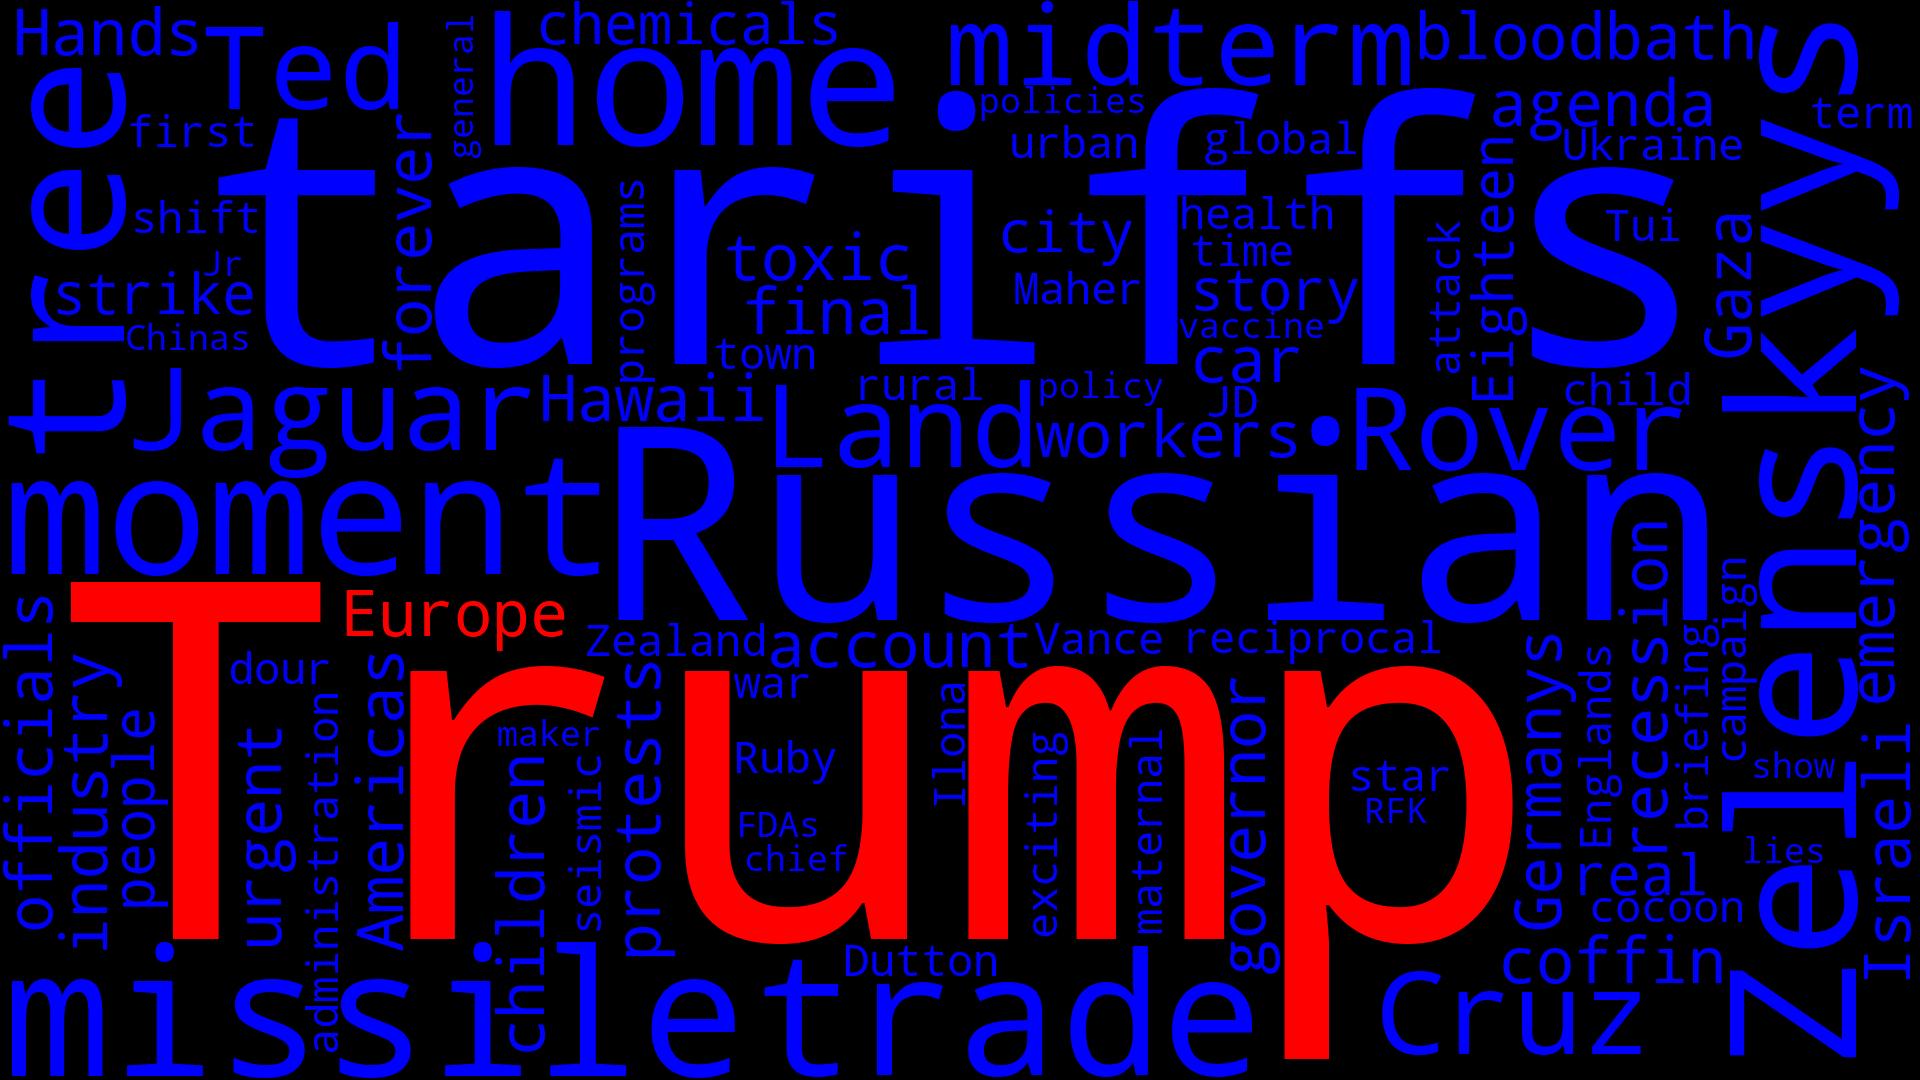 Hands
Ted
general
chemicals
home
midterm
bloodbath
Zelenskyys
tree
first
forever
tariffs
policies
urban
global
agenda
Ukraine
term
shift
Jr
strike
Chinas
programs
toxic
final
town
city
Maher
health
time
story
vaccine
car
attack
Eighteen
Tui
Gaza
Jaguar
Hawaii
rural
Land
policy
JD
workers
Rover
child
emergency
moment
Russian
Trump
Europe
Zealand
account
Vance
reciprocal
officials
industry
people
dour
urgent
administration
Americas
maker
children
seismic
protests
war
Ruby
FDAs
chief
Ilona
exciting
maternal
governor
star
RFK
Germanys
Englands
recession
briefing
campaign
show
lies
Israeli
real
cocoon
coffin
missile
trade
Dutton
Cruz